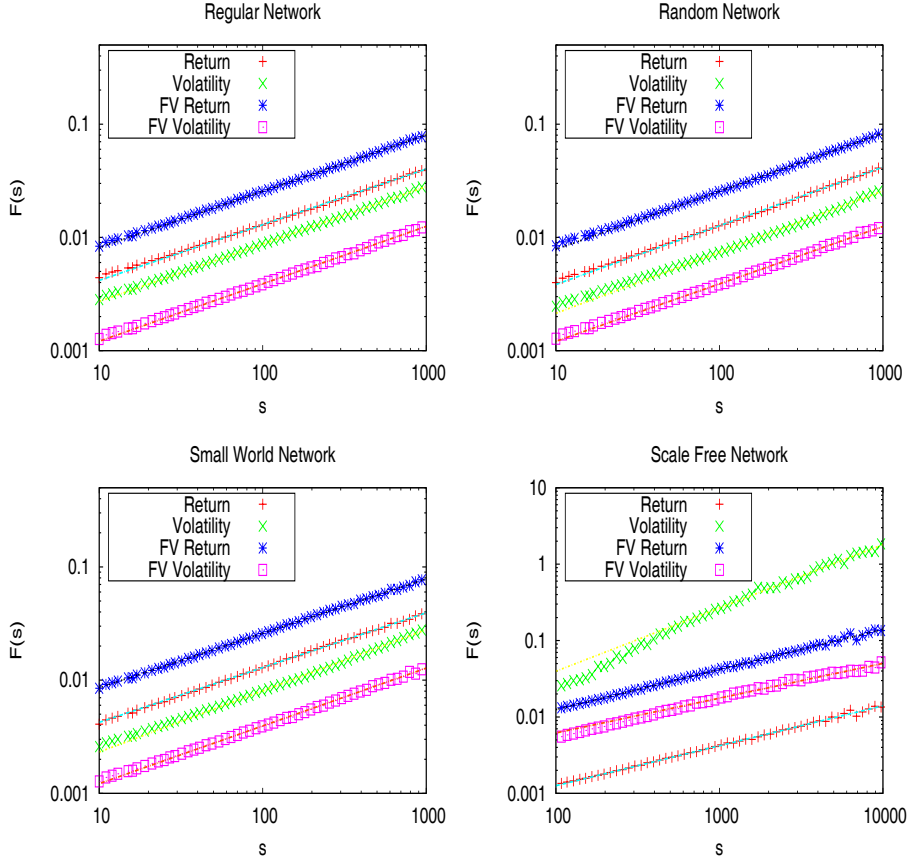 Regular Network
Return
Volatility
FV Return
FV Volatility
0.1
0.01
0.001
10
100
1000
F(s)
s
Random Network
Return
Volatility
FV Return
FV Volatility
0.1
0.01
0.001
10
100
1000
F(s)
s
Small World Network
Return
Volatility
FV Return
FV Volatility
0.1
0.01
0.001
10
100
1000
F(s)
s
Scale Free Network
Return
Volatility
FV Return
FV Volatility
10
1
0.1
0.01
0.001
100
1000
10000
F(s)
s